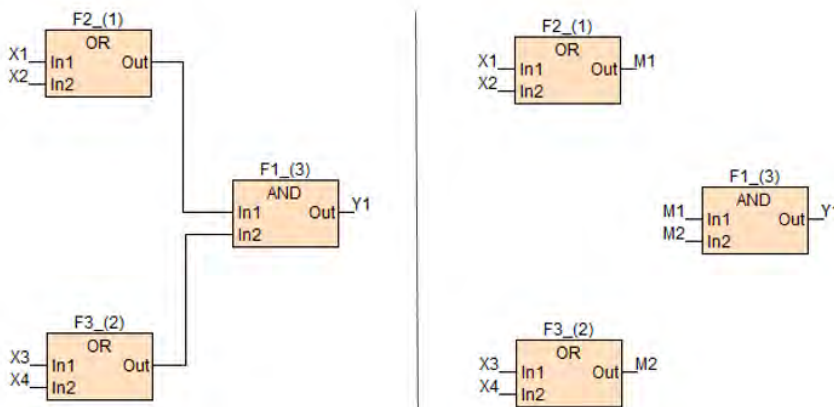 F2_(1)
OR
X1 In1 Out
X2 In2
F1_(3)
AND
In1 Out Y1
In2
F3_(2)
OR
X3 In1 Out
X4 In2
F2_(1)
OR
X1 In1 Out M1
X2 In2
F1_(3)
AND
M1 In1 Out Y1
M2 In2
F3_(2)
OR
X3 In1 Out M2
X4 In2